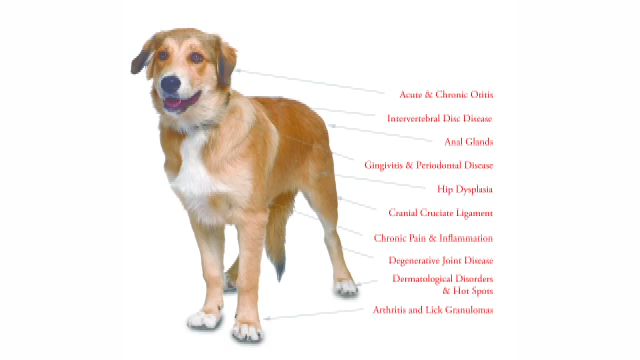 Acute & Chronic Otitis
Intervertebral Disc Disease
Anal Glands
Gingivitis & Periodontal Disease
Hip Dysplasia
Cranial Cruciate Ligament
Chronic Pain & Inflammation
Degenerative Joint Disease
Dermatological Disorders
& Hot Spots
Arthritis and Lick Granulomas